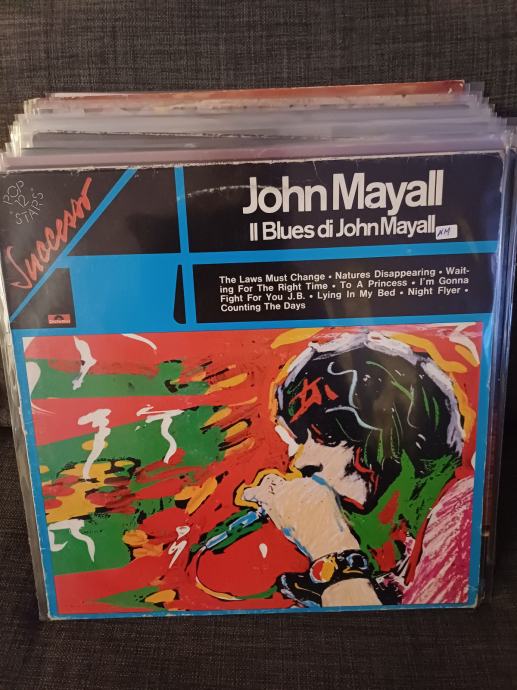 POP
12
STARS
Successo
John Mayall
Il Blues di John Mayall
NM
The Laws Must Change • Natures Disappearing • Wait-
ing For The Right Time • To A Princess • I'm Gonna
Fight For You J.B. • Lying In My Bed • Night Flyer •
Counting The Days
Polydor